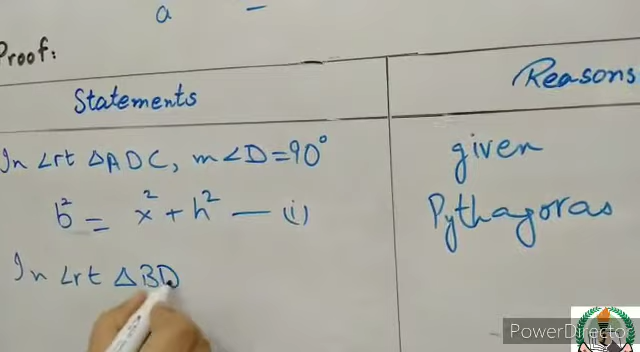 a —
Proof:
Statements Reasons
In ∠rt △ADC, m∠D=90° given
b² = x² + h² — (i) Pythagoras
In ∠rt △BD
PowerDirector